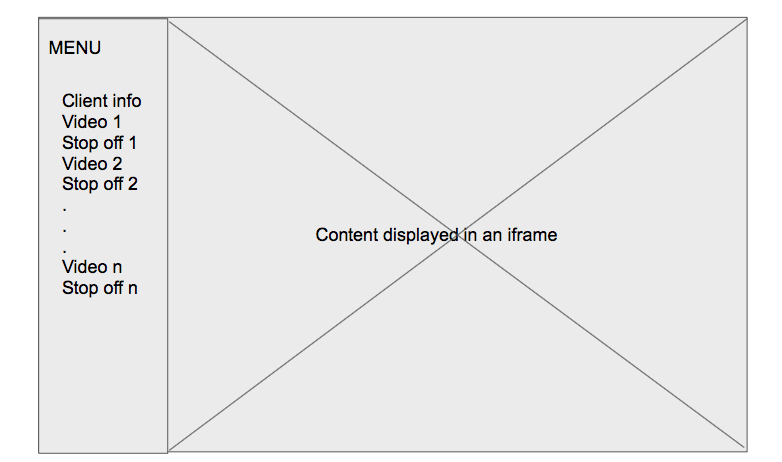 MENU
Client info
Video 1
Stop off 1
Video 2
Stop off 2
.
.
.
Video n
Stop off n
Content displayed in an iframe